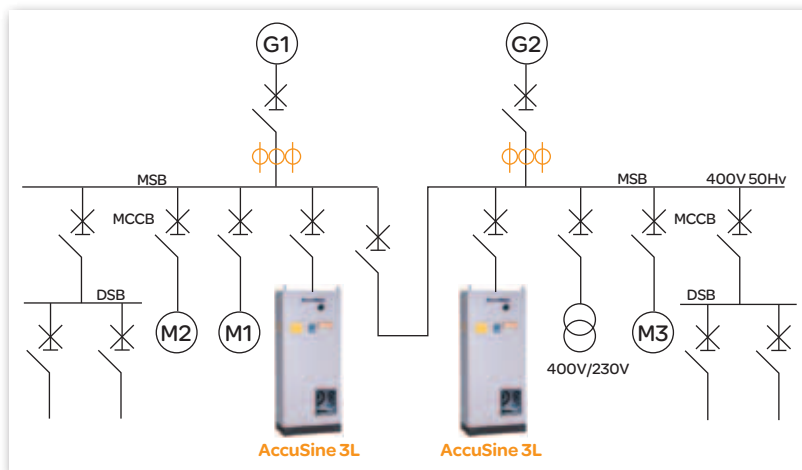 G1
G2
MSB
MSB
400V 50Hv
MCCB
MCCB
DSB
DSB
M2
M1
M3
400V/230V
AccuSine 3L
AccuSine 3L